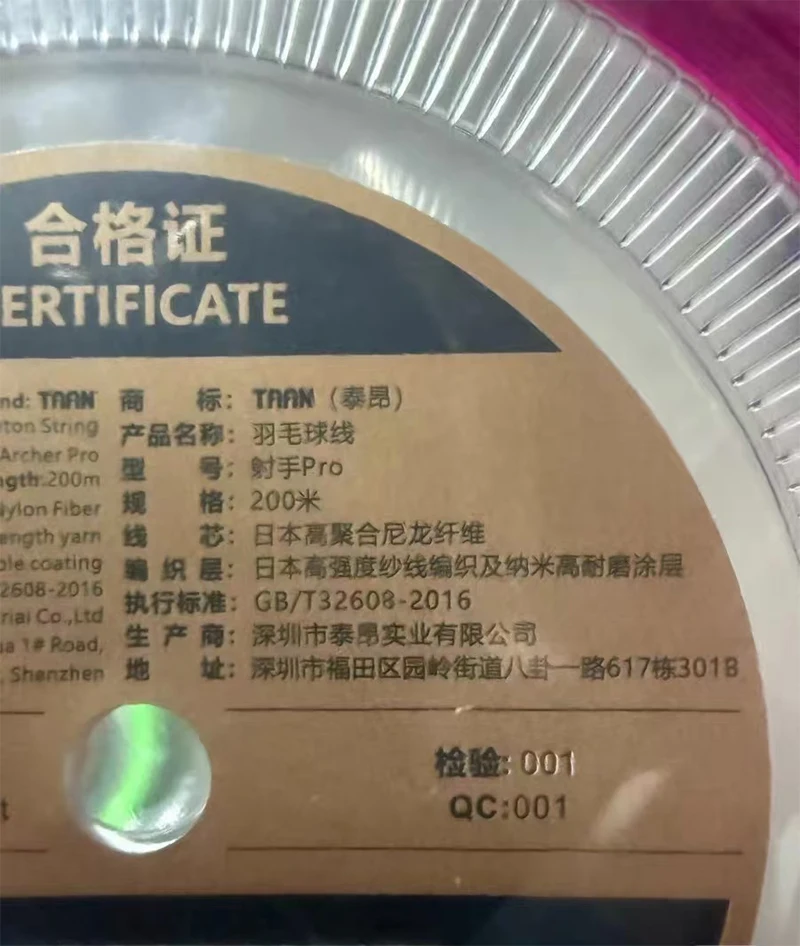 合格证
ERTIFICATE
nd: TAAN
ton String
Archer Pro
ngth:200m
Nylon Fiber
ength yarn
ble coating
2608-2016
rial Co.,Ltd
ua 1# Road,
, Shenzhen
商 标：TAAN（泰昂）
产品名称：羽毛球线
型 号：射手Pro
规 格：200米
线 芯：日本高聚合尼龙纤维
编 织 层：日本高强度纱线编织及纳米高耐磨涂层
执行标准：GB/T32608-2016
生 产 商：深圳市泰昂实业有限公司
地 址：深圳市福田区园岭街道八卦一路617栋301B
t
检验: 001
QC:001